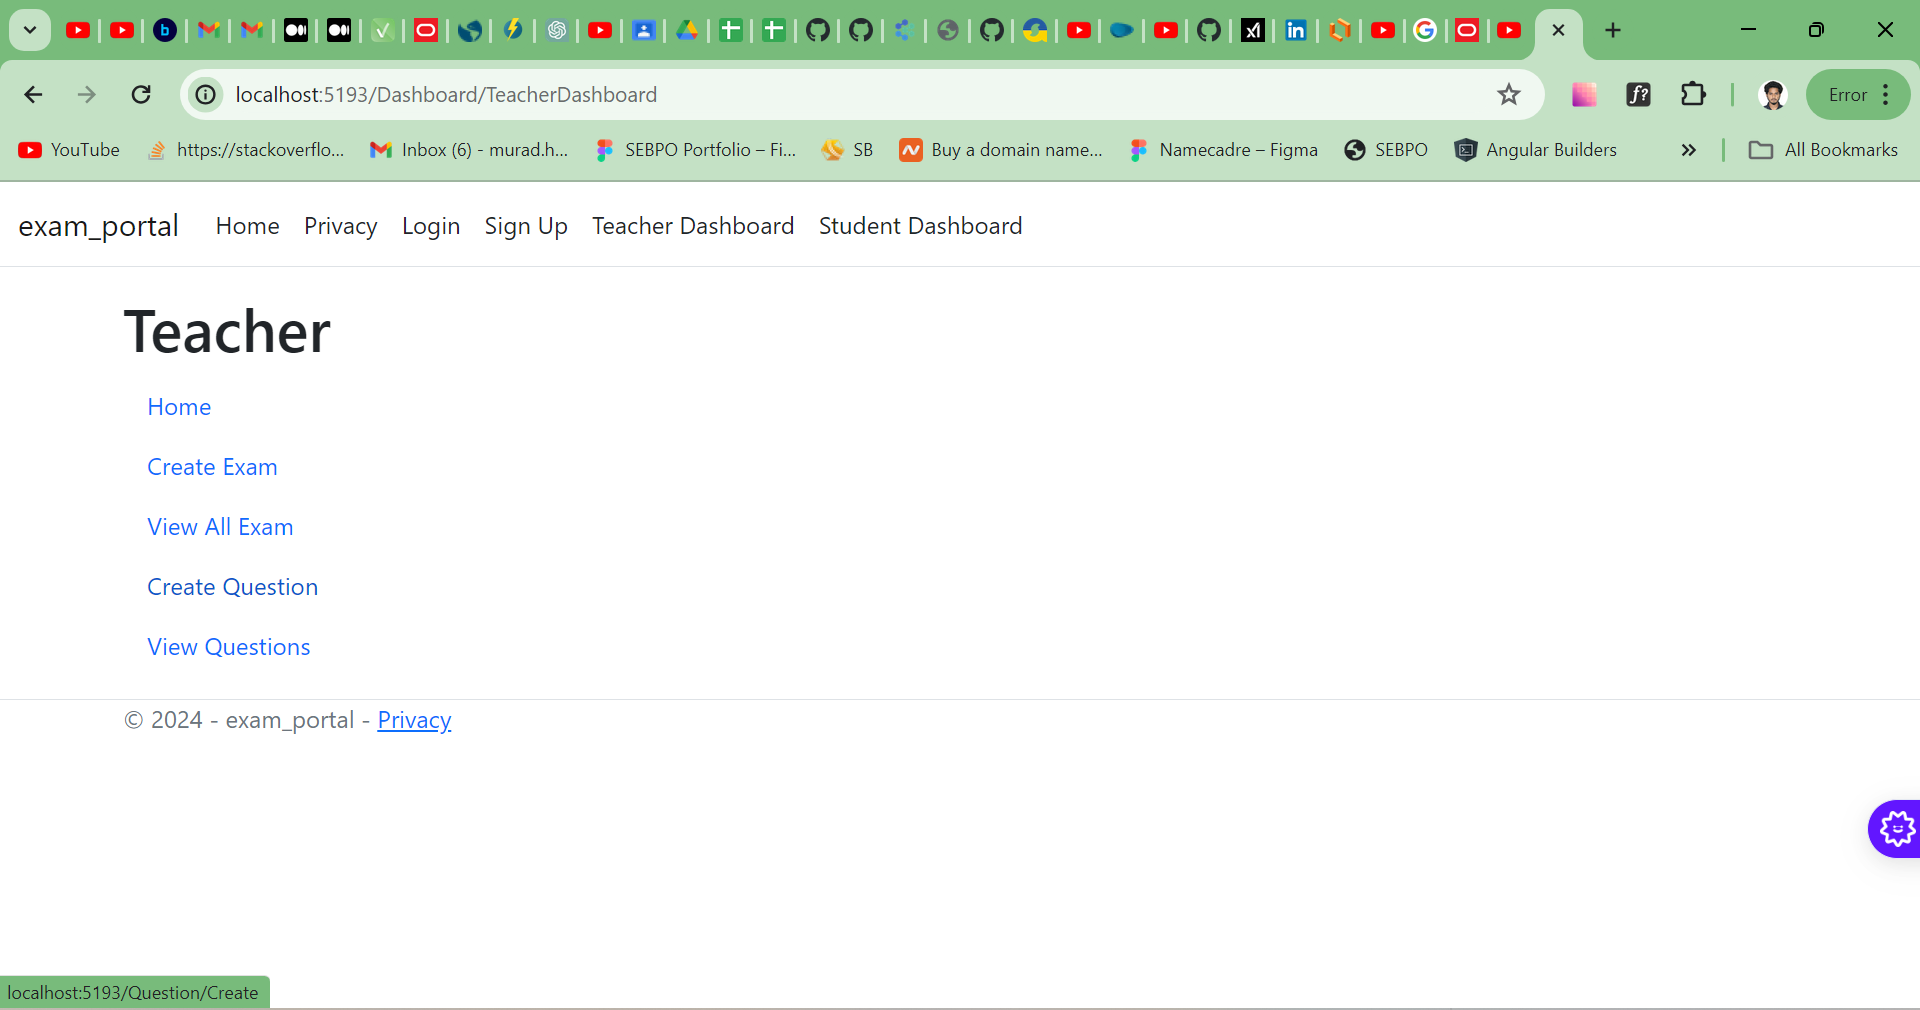 localhost:5193/Dashboard/TeacherDashboard
f?
Error
YouTube https://stackoverflo... Inbox (6) - murad.h... SEBPO Portfolio – Fi... SB Buy a domain name... Namecadre – Figma SEBPO Angular Builders » All Bookmarks
exam_portal Home Privacy Login Sign Up Teacher Dashboard Student Dashboard
Teacher
Home
Create Exam
View All Exam
Create Question
View Questions
© 2024 - exam_portal - Privacy
localhost:5193/Question/Create